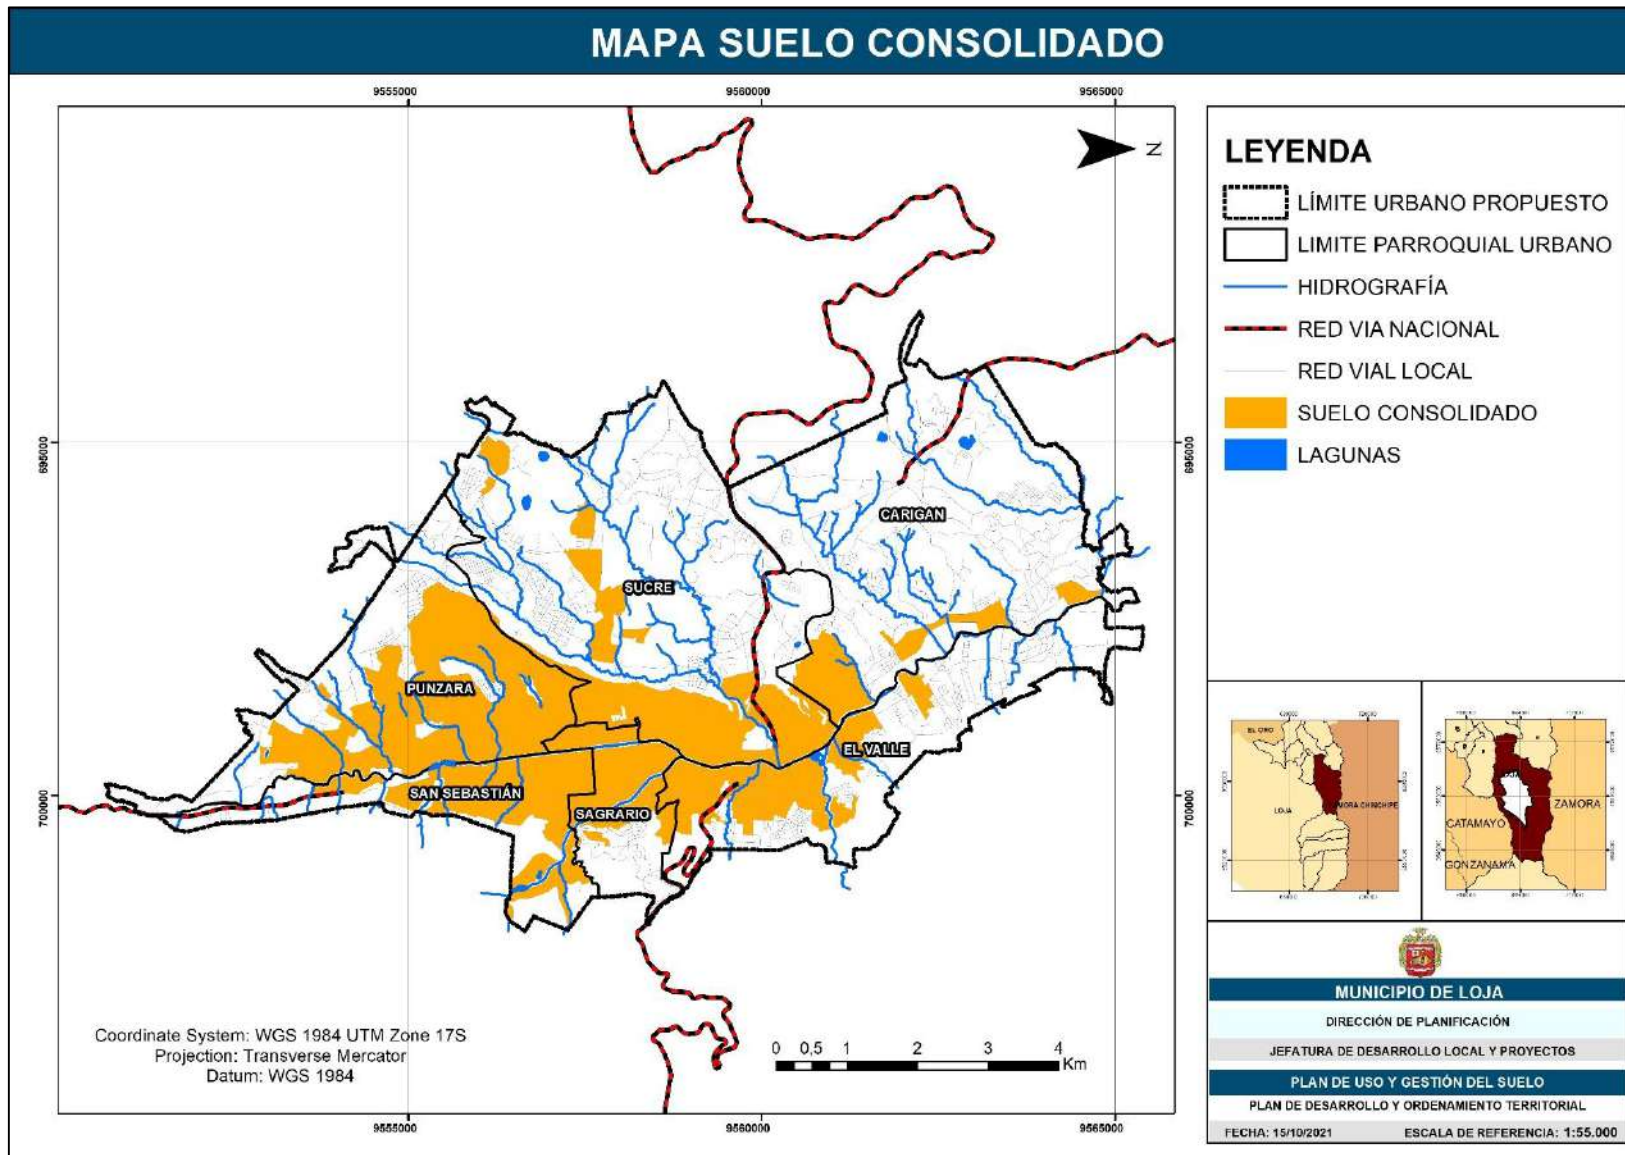 MAPA SUELO CONSOLIDADO
9555000
9560000
9565000
N
695000
695000
CARIGAN
SUCRE
PUNZARA
EL VALLE
SAN SEBASTIÁN
SAGRARIO
700000
700000
Coordinate System: WGS 1984 UTM Zone 17S
Projection: Transverse Mercator
Datum: WGS 1984
0 0,5 1 2 3 4
Km
9555000
9560000
9565000
LEYENDA
LÍMITE URBANO PROPUESTO
LIMITE PARROQUIAL URBANO
HIDROGRAFÍA
RED VIA NACIONAL
RED VIAL LOCAL
SUELO CONSOLIDADO
LAGUNAS
EL ORO
LOJA
ZAMORA
CATAMAYO
GONZANAMA
MUNICIPIO DE LOJA
DIRECCIÓN DE PLANIFICACIÓN
JEFATURA DE DESARROLLO LOCAL Y PROYECTOS
PLAN DE USO Y GESTIÓN DEL SUELO
PLAN DE DESARROLLO Y ORDENAMIENTO TERRITORIAL
FECHA: 15/10/2021 ESCALA DE REFERENCIA: 1:55.000